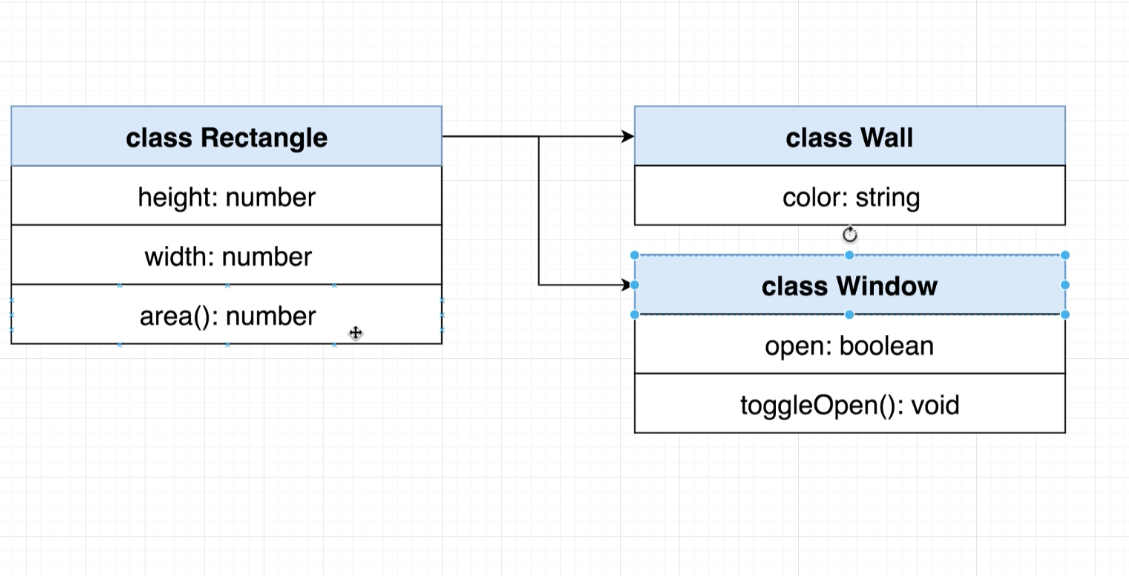 class Rectangle
height: number
width: number
area(): number
class Wall
color: string
class Window
open: boolean
toggleOpen(): void